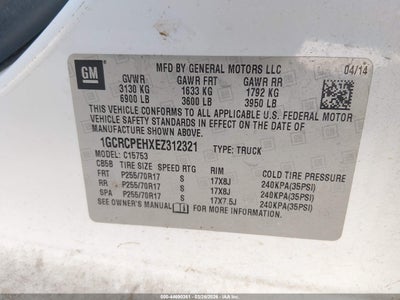 GM
MFD BY GENERAL MOTORS LLC
04/14
GVWR GAWR FRT GAWR RR
3130 KG 1633 KG 1792 KG
6900 LB 3600 LB 3950 LB
THIS VEHICLE CONFORMS TO ALL APPLICABLE U.S. FEDERAL MOTOR
VEHICLE SAFETY STANDARDS IN EFFECT ON THE DATE OF
MANUFACTURE SHOWN ABOVE.
1GCRCPEHXEZ312321 TYPE: TRUCK
MODEL: C15753
CB5B TIRE SIZE SPEED RTG RIM COLD TIRE PRESSURE
FRT P255/70R17 S 17X8J 240KPA(35PSI)
RR P255/70R17 S 17X8J 240KPA(35PSI)
SPA P255/70R17 S 17X7.5J 240KPA(35PSI)
SEE OWNER'S MANUAL FOR ADDITIONAL INFORMATION.